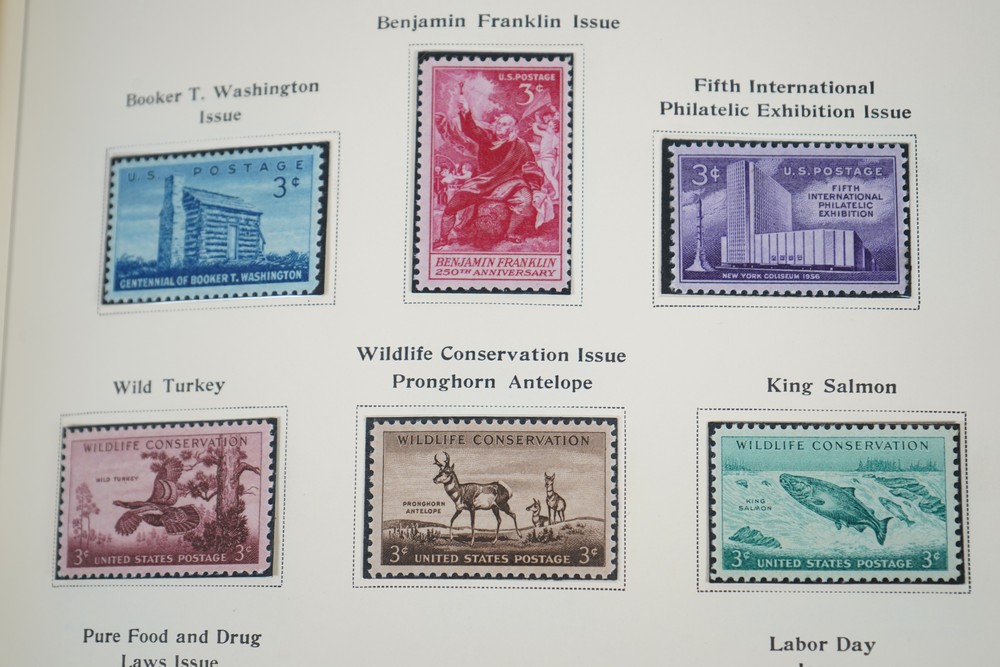 Benjamin Franklin Issue
Booker T. Washington
Issue
Fifth International
Philatelic Exhibition Issue
U.S. POSTAGE
3¢
CENTENNIAL OF BOOKER T. WASHINGTON
U.S. POSTAGE
3¢
BENJAMIN FRANKLIN
250TH ANNIVERSARY
3¢ U.S. POSTAGE
FIFTH
INTERNATIONAL
PHILATELIC
EXHIBITION
NEW YORK COLISEUM 1956
Wild Turkey
Wildlife Conservation Issue
Pronghorn Antelope
King Salmon
WILDLIFE CONSERVATION
WILD TURKEY
3¢ UNITED STATES POSTAGE 3¢
WILDLIFE CONSERVATION
PRONGHORN
ANTELOPE
3¢ UNITED STATES POSTAGE 3¢
WILDLIFE CONSERVATION
KING
SALMON
3¢ UNITED STATES POSTAGE 3¢
Pure Food and Drug
Laws Issue
Labor Day